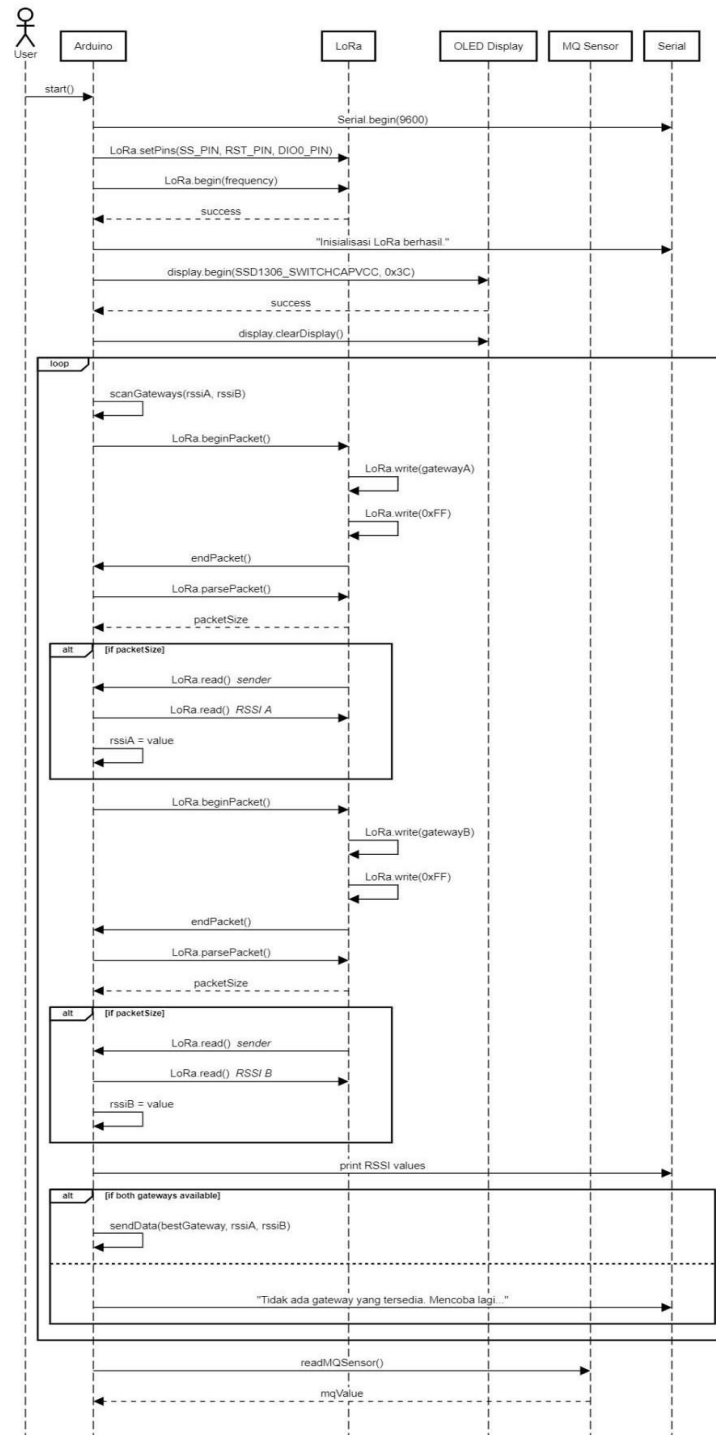 User
Arduino
LoRa
OLED Display
MQ Sensor
Serial
start()
Serial.begin(9600)
LoRa.setPins(SS_PIN, RST_PIN, DIO0_PIN)
LoRa.begin(frequency)
success
"Inisialisasi LoRa berhasil."
display.begin(SSD1306_SWITCHCAPVCC, 0x3C)
success
display.clearDisplay()
loop
scanGateways(rssiA, rssiB)
LoRa.beginPacket()
LoRa.write(gatewayA)
LoRa.write(0xFF)
endPacket()
LoRa.parsePacket()
packetSize
alt [if packetSize]
LoRa.read() sender
LoRa.read() RSSI A
rssiA = value
LoRa.beginPacket()
LoRa.write(gatewayB)
LoRa.write(0xFF)
endPacket()
LoRa.parsePacket()
packetSize
alt [if packetSize]
LoRa.read() sender
LoRa.read() RSSI B
rssiB = value
print RSSI values
alt [if both gateways available]
sendData(bestGateway, rssiA, rssiB)
"Tidak ada gateway yang tersedia. Mencoba lagi..."
readMQSensor()
mqValue